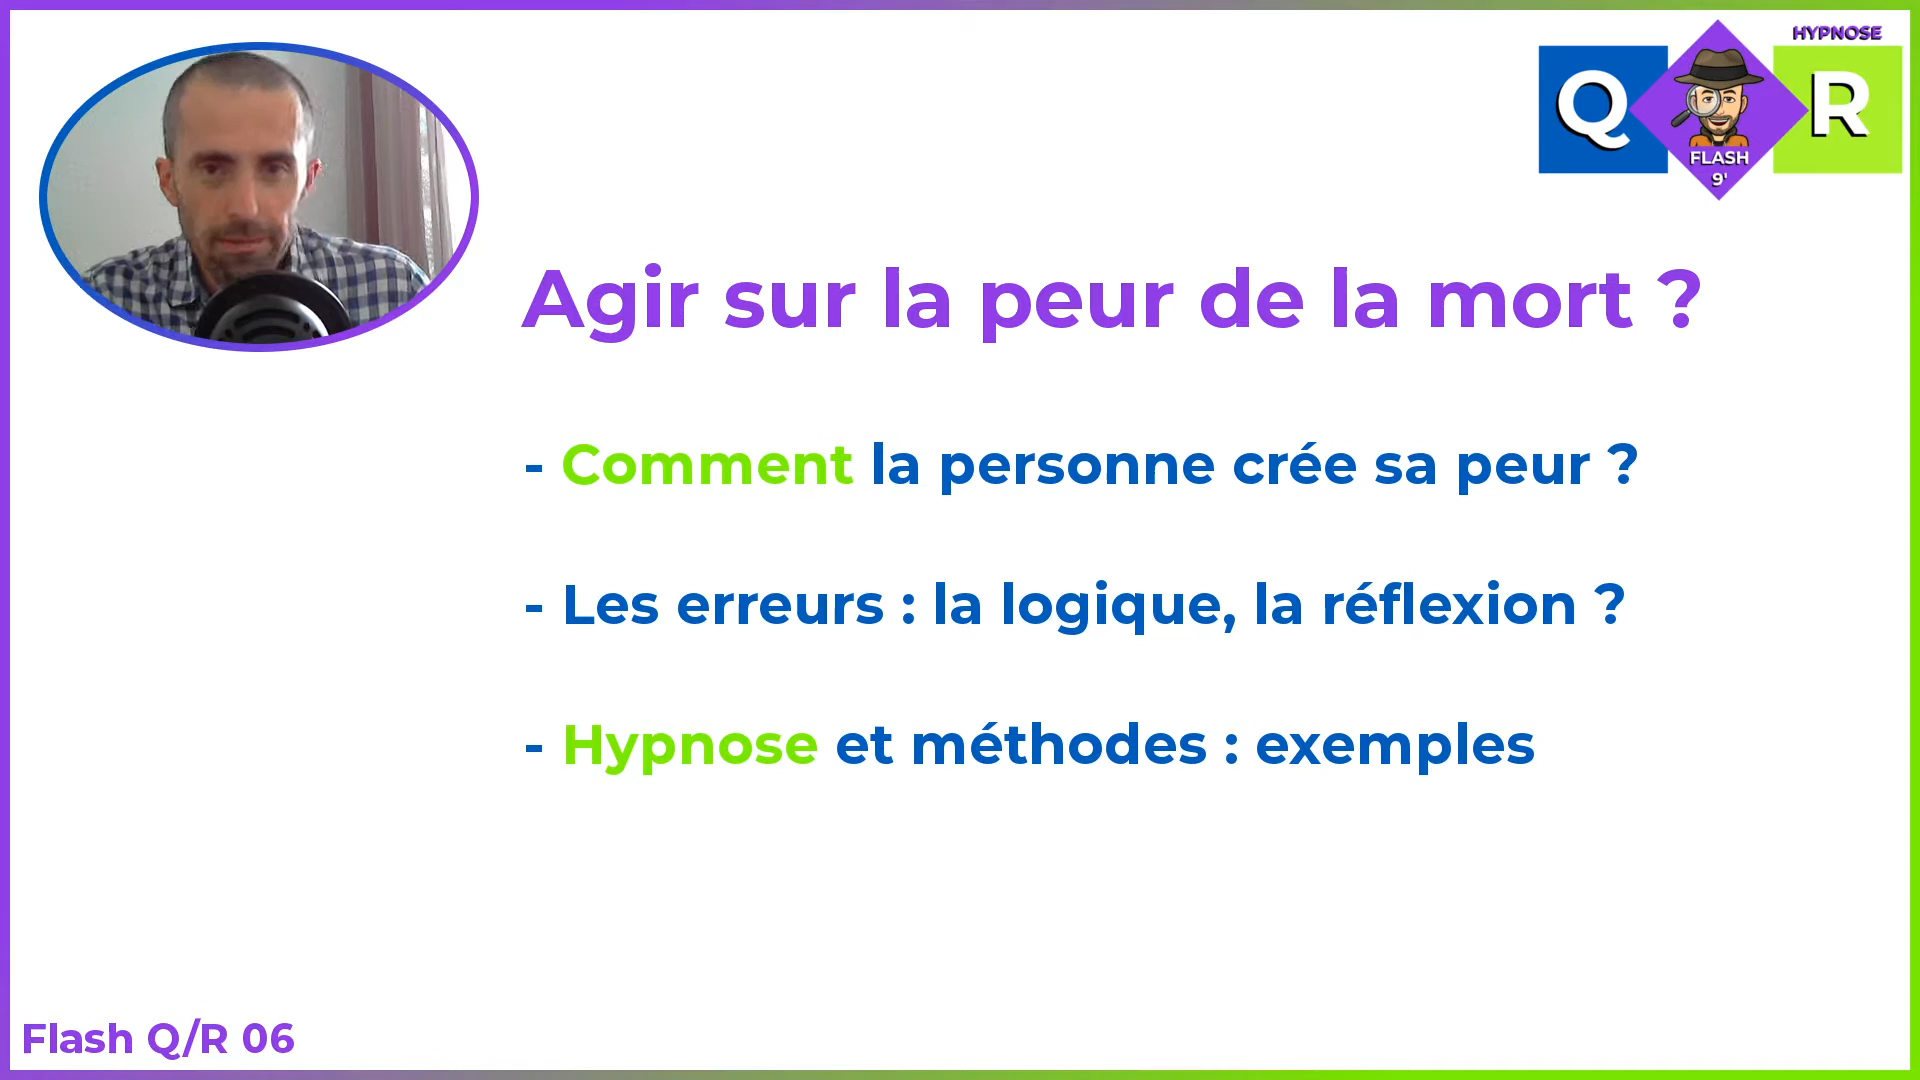 HYPNOSE
Q
R
FLASH
9'
Agir sur la peur de la mort ?
- Comment la personne crée sa peur ?
- Les erreurs : la logique, la réflexion ?
- Hypnose et méthodes : exemples
Flash Q/R 06